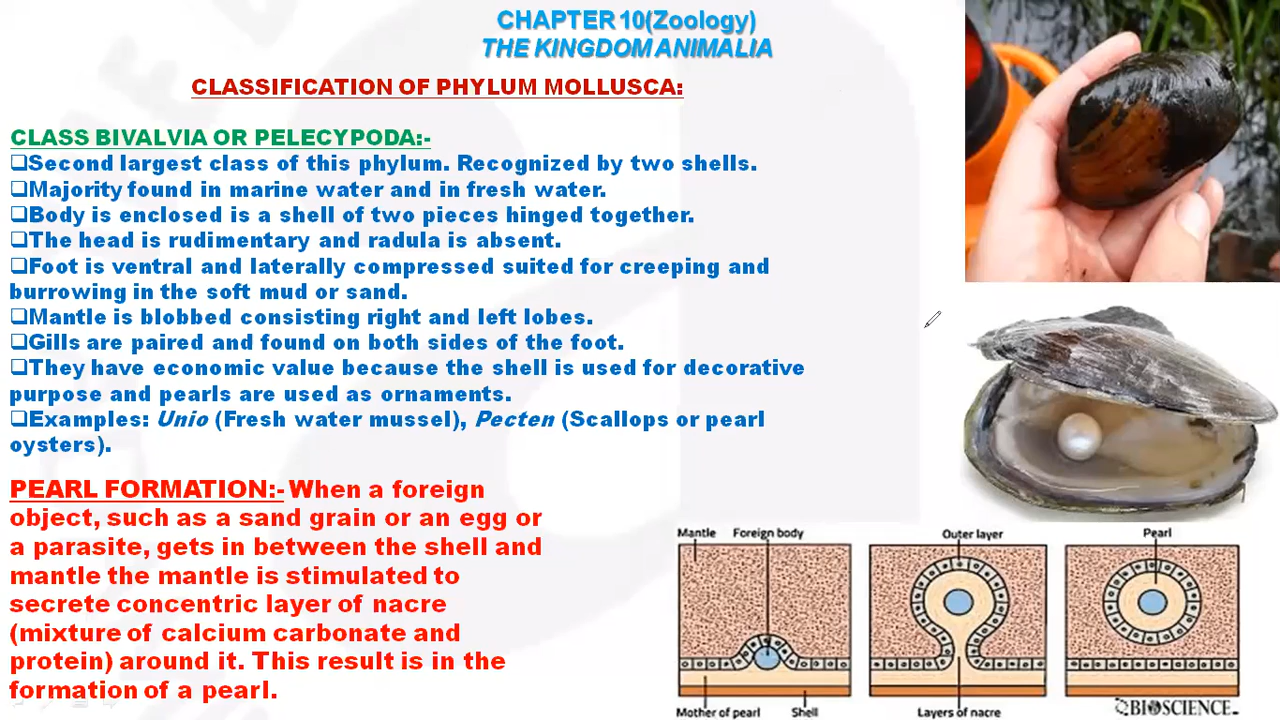 CHAPTER 10(Zoology)
THE KINGDOM ANIMALIA
CLASSIFICATION OF PHYLUM MOLLUSCA:
CLASS BIVALVIA OR PELECYPODA:-
❑Second largest class of this phylum. Recognized by two shells.
❑Majority found in marine water and in fresh water.
❑Body is enclosed is a shell of two pieces hinged together.
❑The head is rudimentary and radula is absent.
❑Foot is ventral and laterally compressed suited for creeping and
burrowing in the soft mud or sand.
❑Mantle is blobbed consisting right and left lobes.
❑Gills are paired and found on both sides of the foot.
❑They have economic value because the shell is used for decorative
purpose and pearls are used as ornaments.
❑Examples: Unio (Fresh water mussel), Pecten (Scallops or pearl
oysters).
PEARL FORMATION:- When a foreign
object, such as a sand grain or an egg or
a parasite, gets in between the shell and
mantle the mantle is stimulated to
secrete concentric layer of nacre
(mixture of calcium carbonate and
protein) around it. This result is in the
formation of a pearl.
Mantle Foreign body
Outer layer
Pearl
Mother of pearl Shell
Layers of nacre
BIOSCIENCE